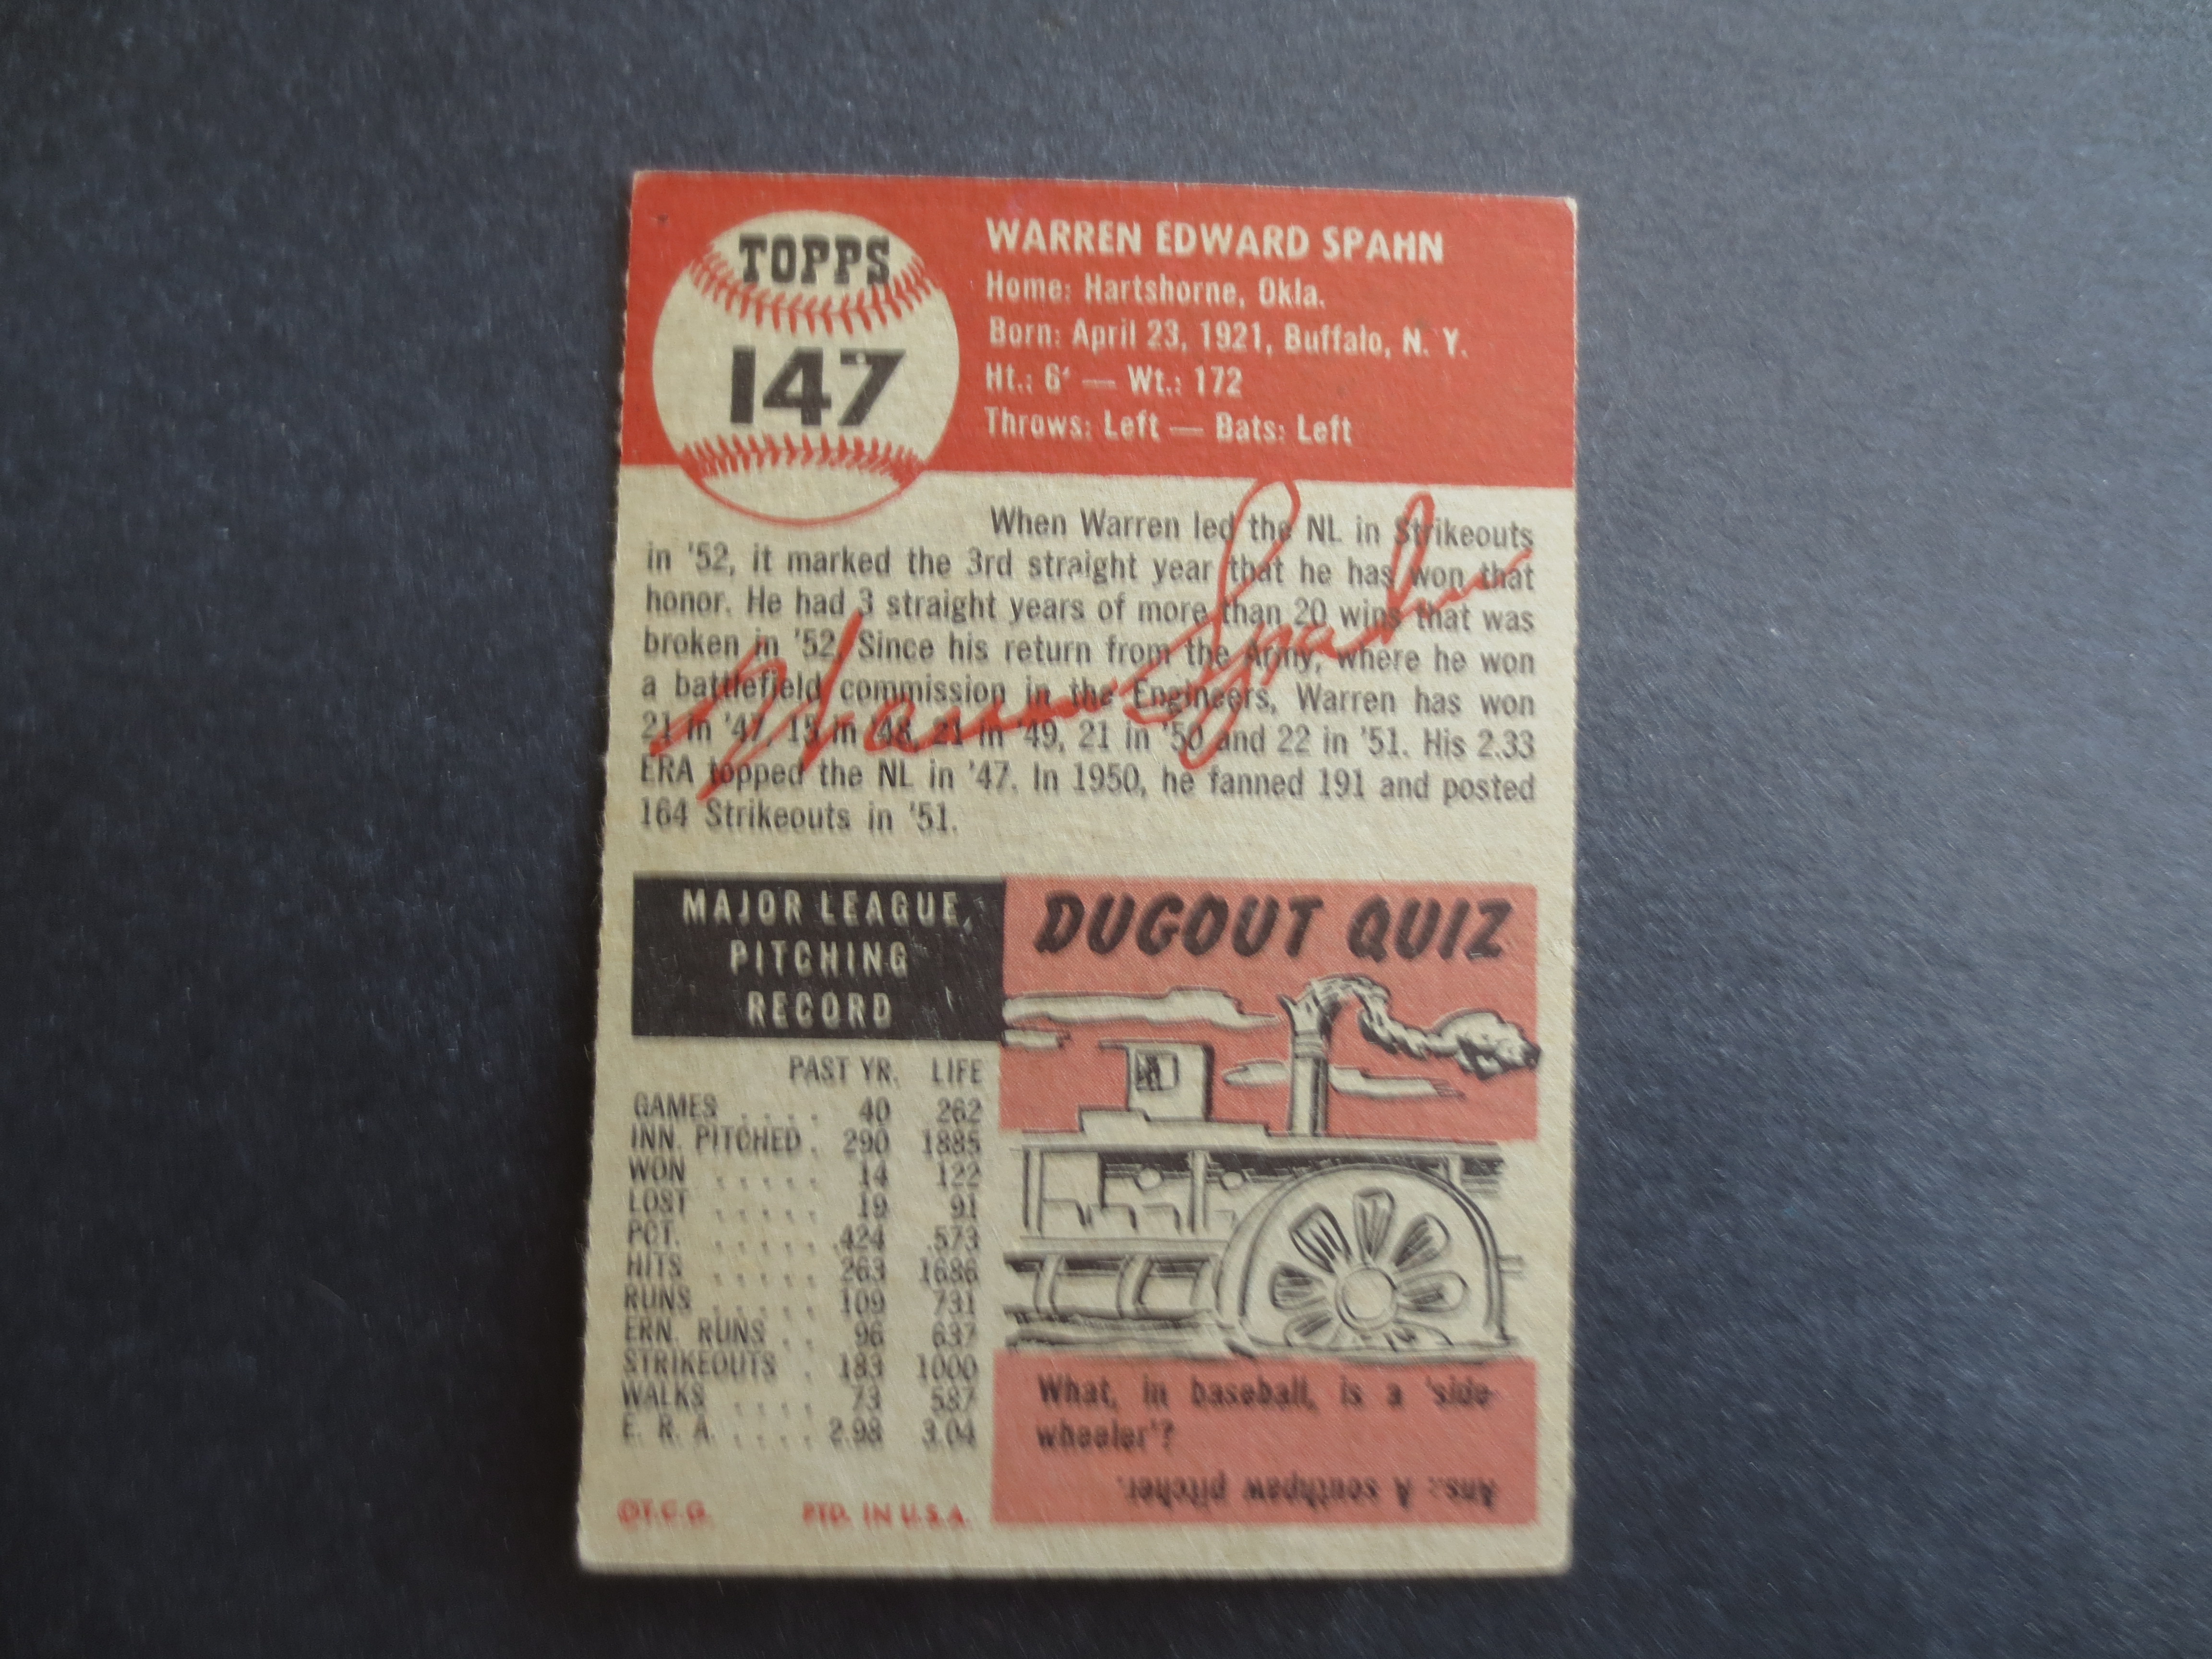 TOPPS
147
WARREN EDWARD SPAHN
Home: Hartshorne, Okla.
Born: April 23, 1921, Buffalo, N. Y.
Ht.: 6' — Wt.: 172
Throws: Left — Bats: Left
When Warren led the NL in Strikeouts
in '52, it marked the 3rd straight year that he has won that
honor. He had 3 straight years of more than 20 wins that was
broken in '52. Since his return from the Army, where he won
a battlefield commission in the Engineers, Warren has won
21 in '47, 15 in '48, 21 in '49, 21 in '50 and 22 in '51. His 2.33
ERA topped the NL in '47. In 1950, he fanned 191 and posted
164 Strikeouts in '51.
Warren Spahn
MAJOR LEAGUE
PITCHING
RECORD
PAST YR. LIFE
GAMES . . . . 40 262
INN. PITCHED . 290 1885
WON . . . . . 14 122
LOST . . . . . 19 91
PCT. . . . . . .424 .573
HITS . . . . . 263 1686
RUNS . . . . . 109 731
ERN. RUNS . . 96 637
STRIKEOUTS . 183 1000
WALKS . . . . 73 587
E. R. A. . . . . 2.98 3.04
©T.C.G. PTD. IN U.S.A.
DUGOUT QUIZ
What, in baseball, is a 'side-
wheeler'?
Ans.: A southpaw pitcher.